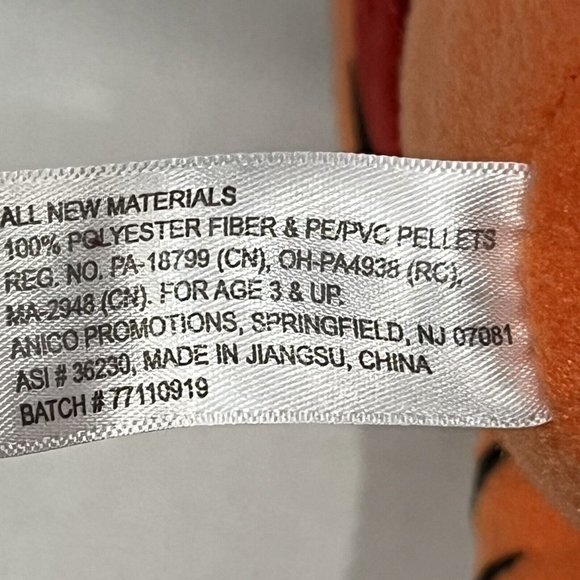 ALL NEW MATERIALS
100% POLYESTER FIBER & PE/PVC PELLETS
REG. NO. PA-18799 (CN), OH-PA4938 (RC),
MA-2948 (CN). FOR AGE 3 & UP.
ANICO PROMOTIONS, SPRINGFIELD, NJ 07081
ASI # 36230, MADE IN JIANGSU, CHINA
BATCH # 77110919